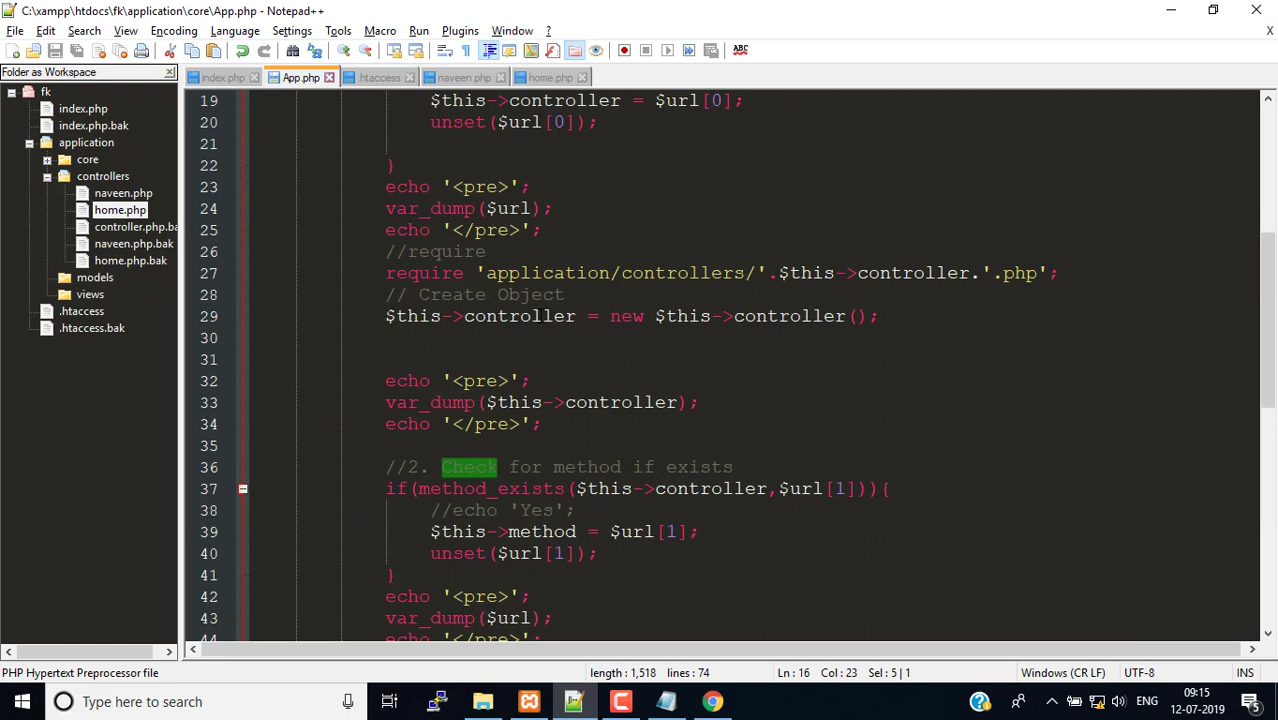 C:\xampp\htdocs\fk\application\core\App.php - Notepad++
File Edit Search View Encoding Language Settings Tools Macro Run Plugins Window ?
X
ABC
Folder as Workspace
index.php App.php .htaccess naveen.php home.php
fk
index.php
index.php.bak
application
core
controllers
naveen.php
home.php
controller.php.ba
naveen.php.bak
home.php.bak
models
views
.htaccess
.htaccess.bak
19 $this->controller = $url[0];
20 unset($url[0]);
21
22 }
23 echo '<pre>';
24 var_dump($url);
25 echo '</pre>';
26 //require
27 require 'application/controllers/'.$this->controller.'.php';
28 // Create Object
29 $this->controller = new $this->controller();
30
31
32 echo '<pre>';
33 var_dump($this->controller);
34 echo '</pre>';
35
36 //2. Check for method if exists
37 if(method_exists($this->controller,$url[1])){
38 //echo 'Yes';
39 $this->method = $url[1];
40 unset($url[1]);
41 }
42 echo '<pre>';
43 var_dump($url);
44 echo '</pre>';
PHP Hypertext Preprocessor file length : 1,518 lines : 74 Ln : 16 Col : 23 Sel : 5 | 1 Windows (CR LF) UTF-8 INS
Type here to search
ENG
09:15
12-07-2019
5